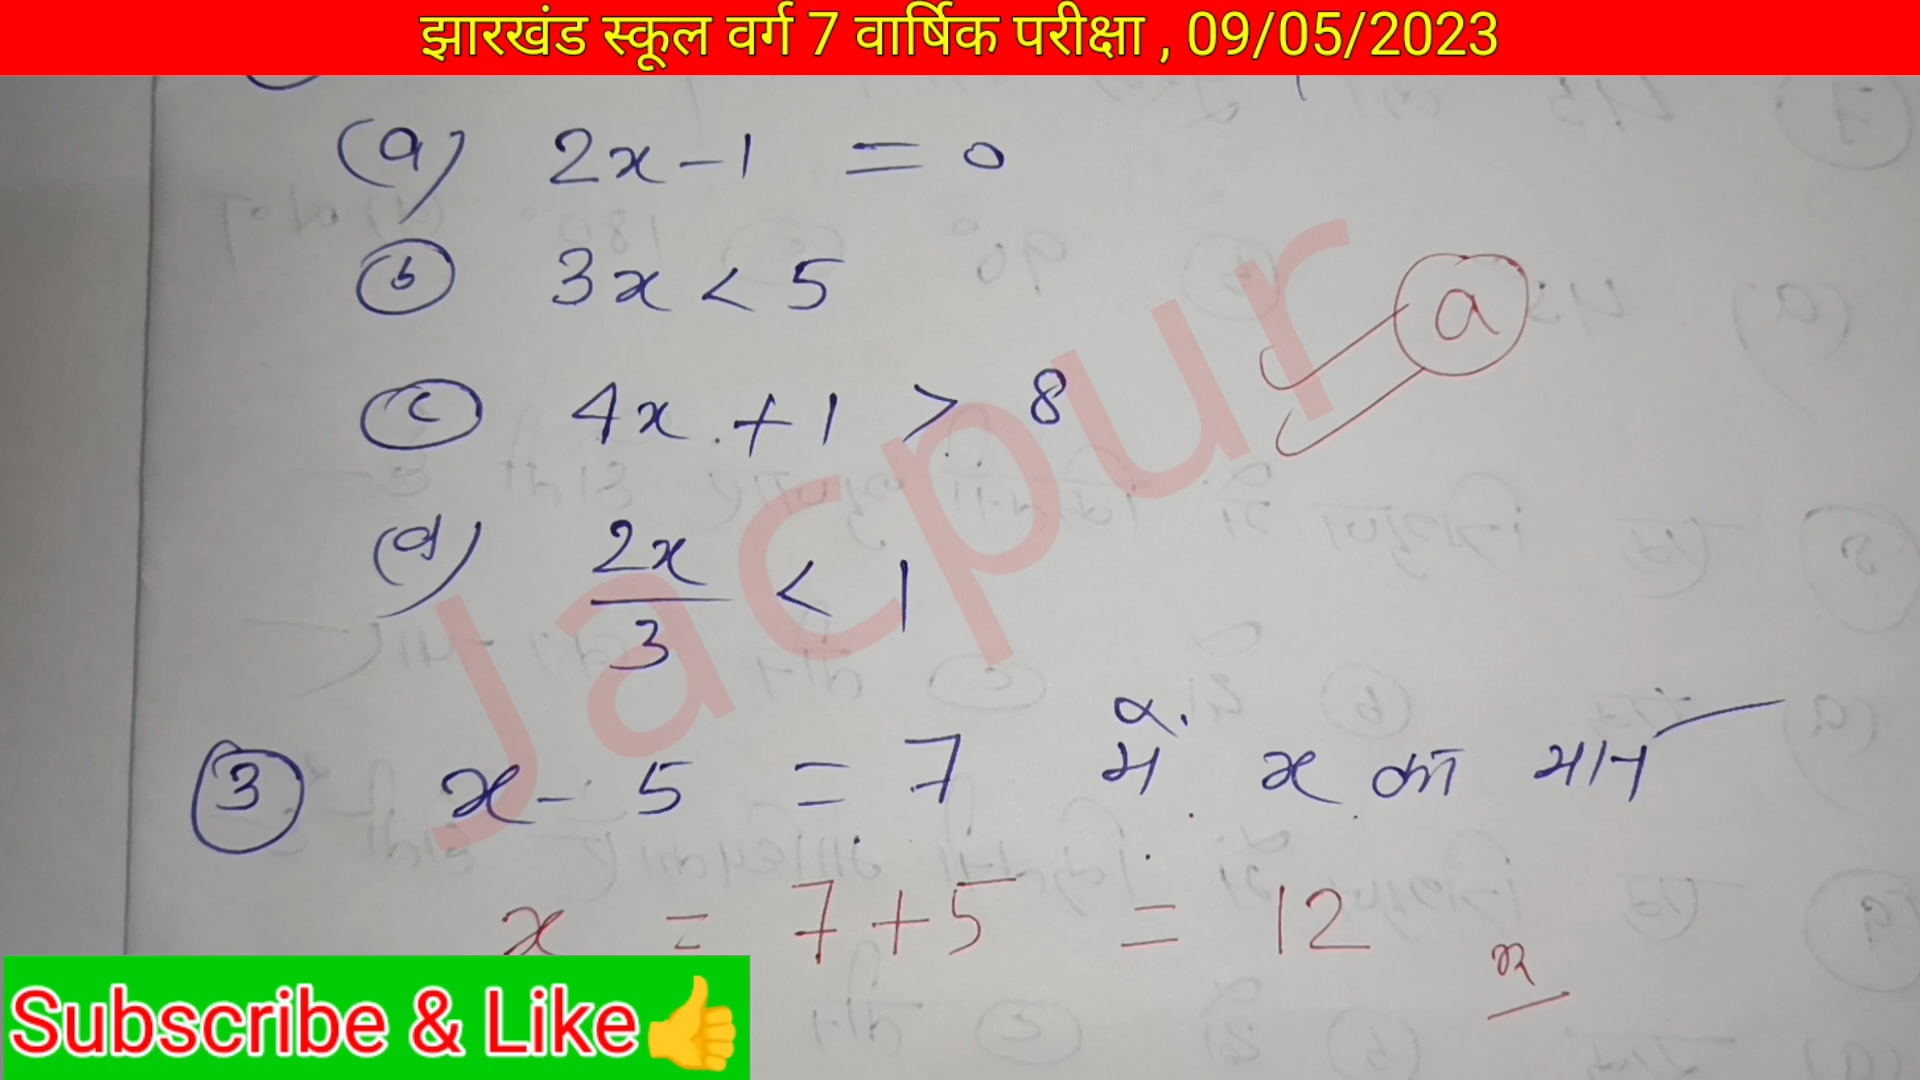 झारखंड स्कूल वर्ग 7 वार्षिक परीक्षा , 09/05/2023
(a) 2x - 1 = 0
(b) 3x < 5
(c) 4x + 1 > 8
(d) 2x/3 < 1
a
Jacpur
(3) x - 5 = 7 में x का मान
x = 7 + 5 = 12
Subscribe & Like👍